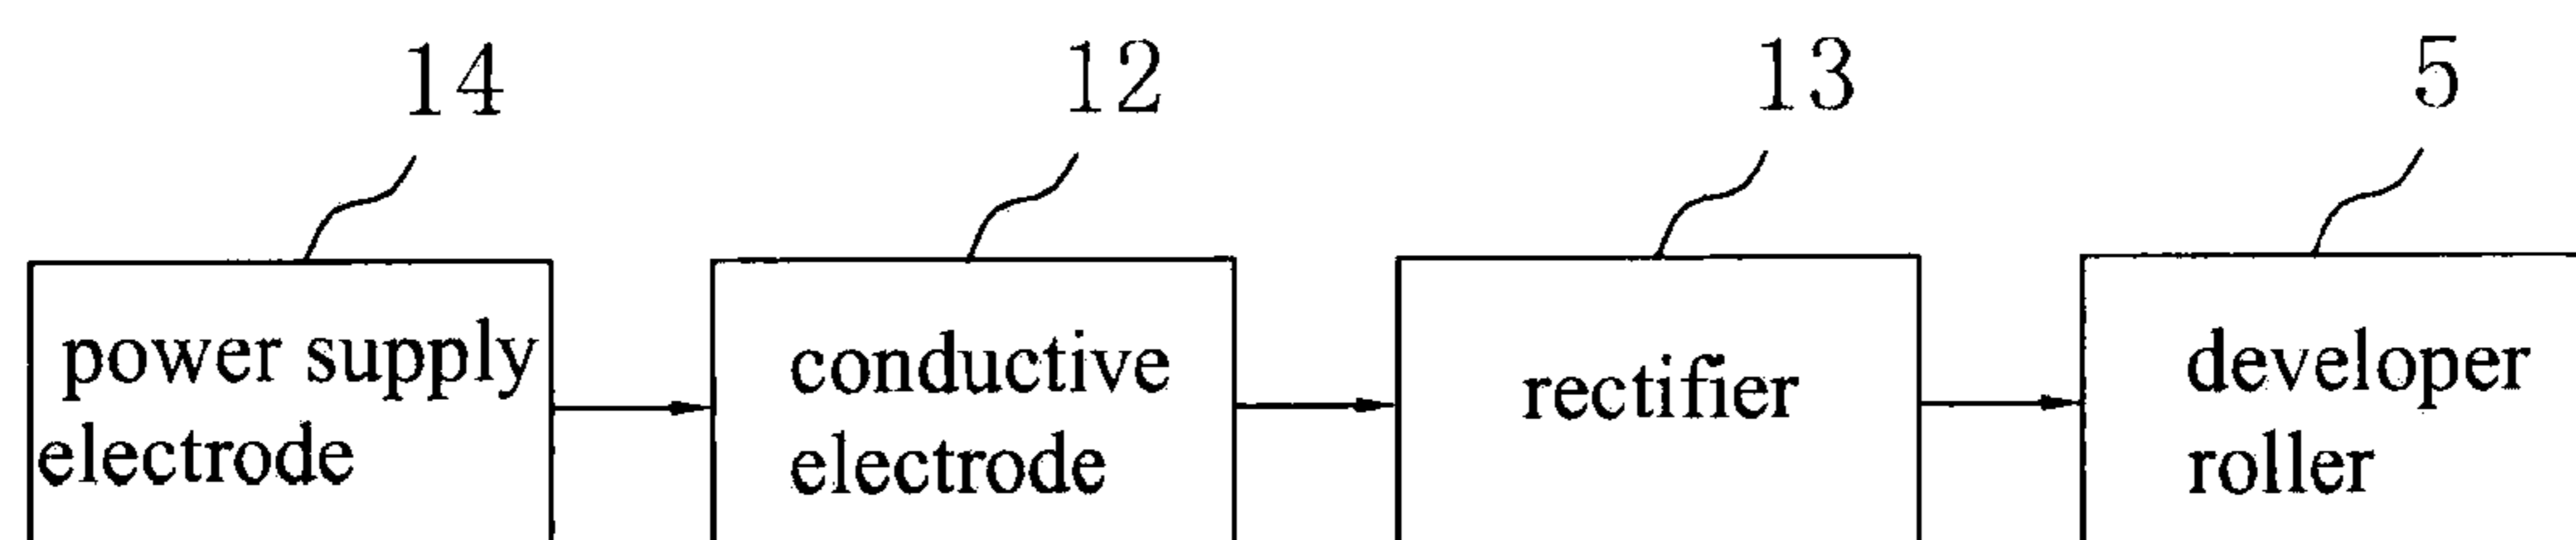 14
12
13
5
power supply
electrode
conductive
electrode
rectifier
developer
roller